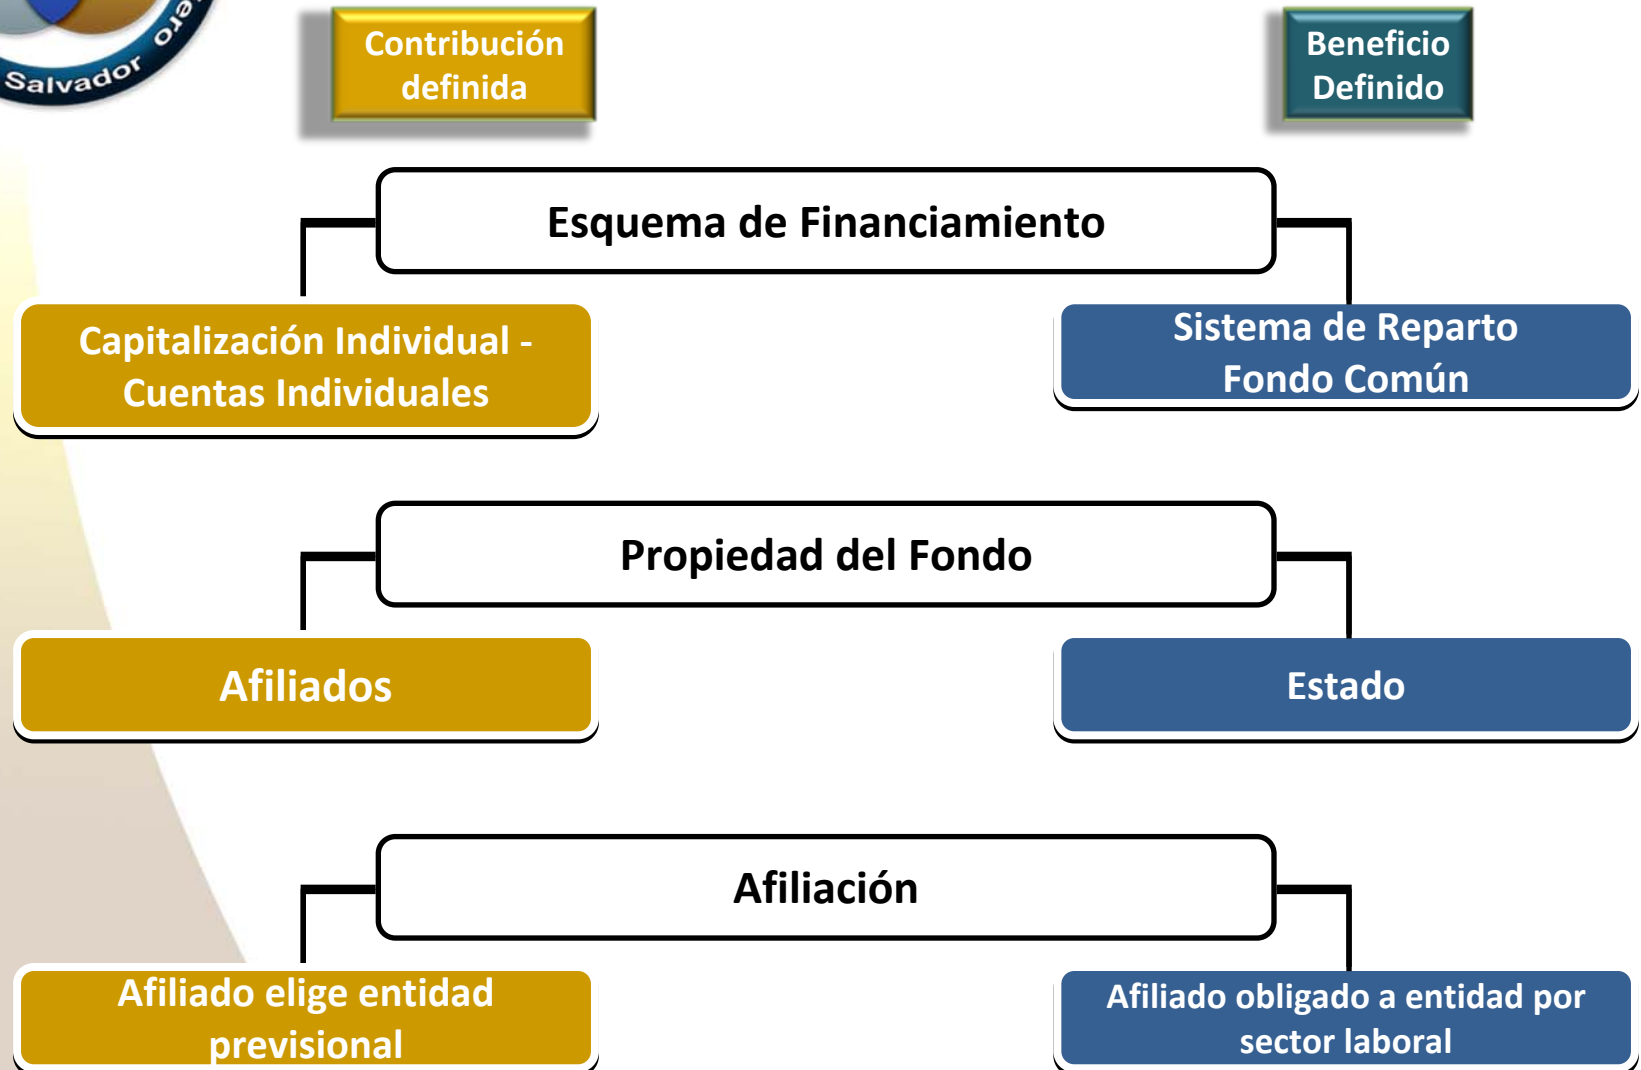 Salvador
Contribución
definida
Beneficio
Definido
Esquema de Financiamiento
Capitalización Individual -
Cuentas Individuales
Sistema de Reparto
Fondo Común
Propiedad del Fondo
Afiliados
Estado
Afiliación
Afiliado elige entidad
previsional
Afiliado obligado a entidad por
sector laboral